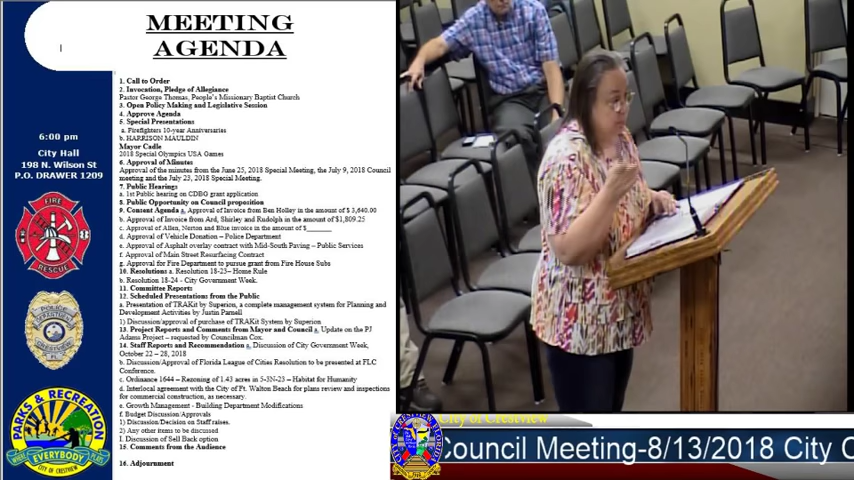 MEETING
AGENDA
1. Call to Order
2. Invocation, Pledge of Allegiance
Pastor George Thomas, People's Missionary Baptist Church
3. Open Policy Making and Legislative Session
4. Approve Agenda
5. Special Presentations
a. Firefighters 10-year Anniversaries
b. HARRISON MAULDIN
Mayor Cadle
2018 Special Olympics USA Games
6. Approval of Minutes
Approval of the minutes from the June 25, 2018 Special Meeting, the July 9, 2018 Council
meeting and the July 23, 2018 Special Meeting.
7. Public Hearings
a. 1st Public hearing on CDBG grant application
8. Public Opportunity on Council proposition
9. Consent Agenda a. Approval of Invoice from Ben Holley in the amount of $ 3,640.00
b. Approval of Invoice from Ard, Shirley and Rudolph in the amount of $1,809.25
c. Approval of Allen, Norton and Blue invoice in the amount of $______
d. Approval of Vehicle Donation – Police Department
e. Approval of Asphalt overlay contract with Mid-South Paving – Public Services
f. Approval of Main Street Resurfacing Contract
g. Approval for Fire Department to pursue grant from Fire House Subs
10. Resolutions a. Resolution 18-23– Home Rule
b. Resolution 18-24 - City Government Week.
11. Committee Reports
12. Scheduled Presentations from the Public
a. Presentation of TRAKit by Superion, a complete management system for Planning and
Development Activities by Justin Parnell
1) Discussion/approval of purchase of TRAKit System by Superion
13. Project Reports and Comments from Mayor and Council a. Update on the PJ
Adams Project – requested by Councilman Cox.
14. Staff Reports and Recommendation a. Discussion of City Government Week,
October 22 – 28, 2018
b. Discussion/Approval of Florida League of Cities Resolution to be presented at FLC
Conference.
c. Ordinance 1644 – Rezoning of 1.43 acres in 5-3N-23 – Habitat for Humanity
d. Interlocal agreement with the City of Ft. Walton Beach for plans review and inspections
for commercial construction, as necessary.
e. Growth Management - Building Department Modifications
f. Budget Discussion/Approvals
1) Discussion/Decision on Staff raises.
2) Any other items to be discussed
I. Discussion of Sell Back option
15. Comments from the Audience
16. Adjournment
6:00 pm
City Hall
198 N. Wilson St
P.O. DRAWER 1209
FIRE
RESCUE
POLICE
CRESTVIEW
PARKS & RECREATION
WHERE EVERYBODY PLAYS
CITY OF CRESTVIEW
City of Crestview
Council Meeting-8/13/2018 City C